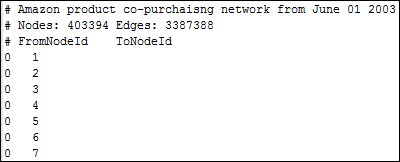 # Amazon product co-purchaisng network from June 01 2003
# Nodes: 403394 Edges: 3387388
# FromNodeId    ToNodeId
0    1
0    2
0    3
0    4
0    5
0    6
0    7